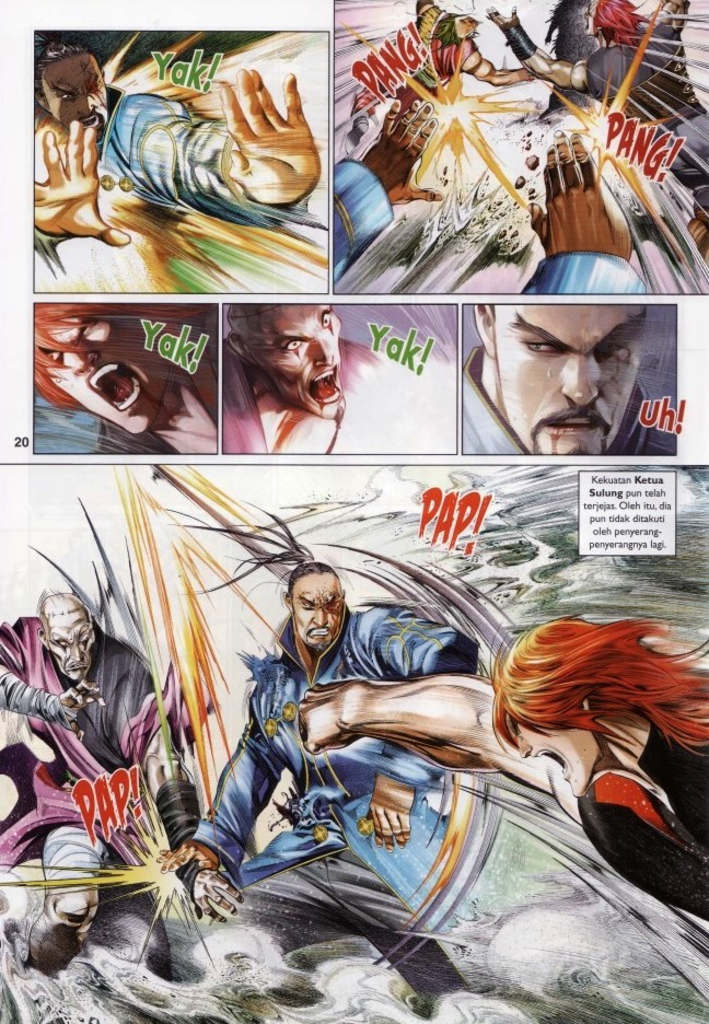 Yak!
PANG!
PANG!
Yak!
Yak!
Uh!
20
Kekuatan Ketua
Sulung pun telah
terjejas. Oleh itu, dia
pun tidak ditakuti
oleh penyerang-
penyerangnya lagi.
PAP!
PAP!